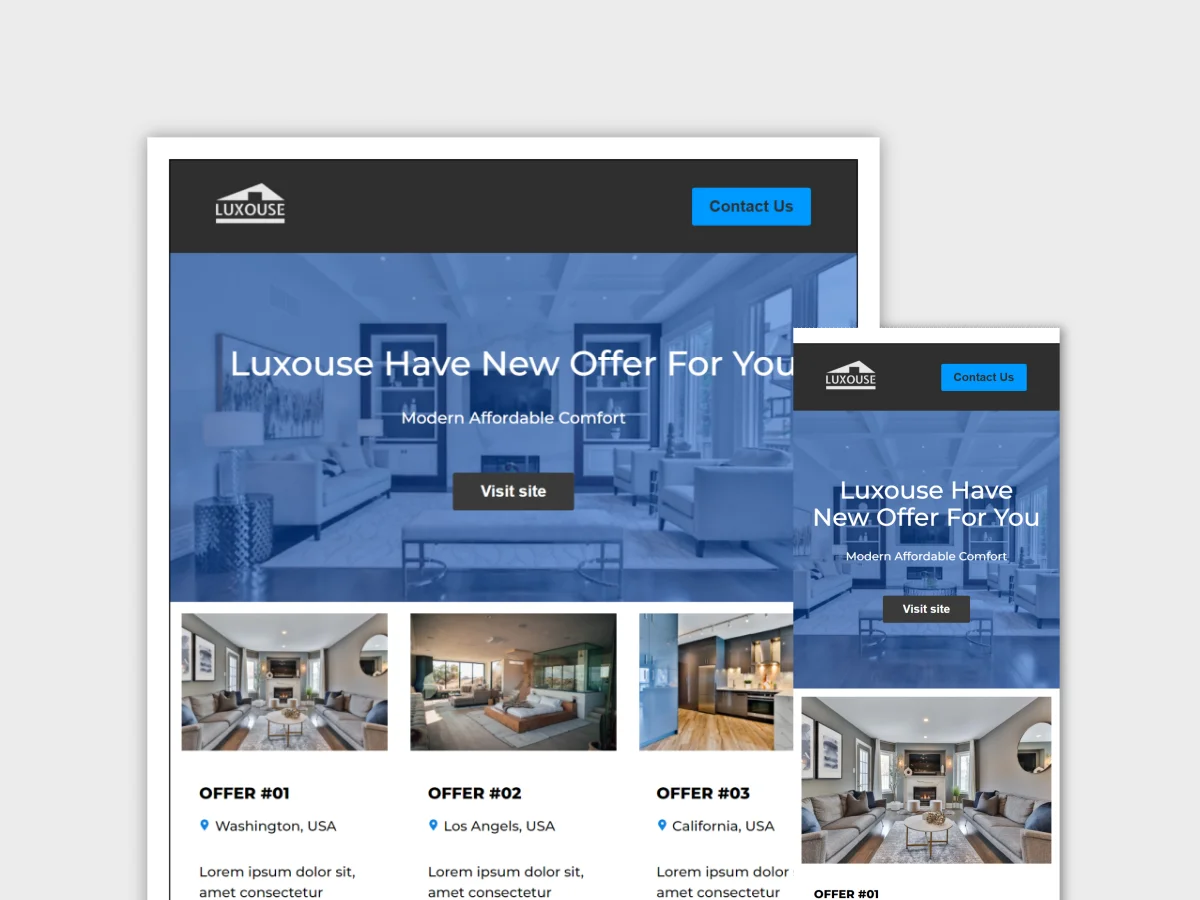 LUXOUSE
Contact Us
Luxouse Have New Offer For You
Modern Affordable Comfort
Visit site
OFFER #01
Washington, USA
Lorem ipsum dolor sit,
amet consectetur
OFFER #02
Los Angels, USA
Lorem ipsum dolor sit,
amet consectetur
OFFER #03
California, USA
Lorem ipsum dolor
amet consectetur
LUXOUSE
Contact Us
Luxouse Have
New Offer For You
Modern Affordable Comfort
Visit site
OFFER #01